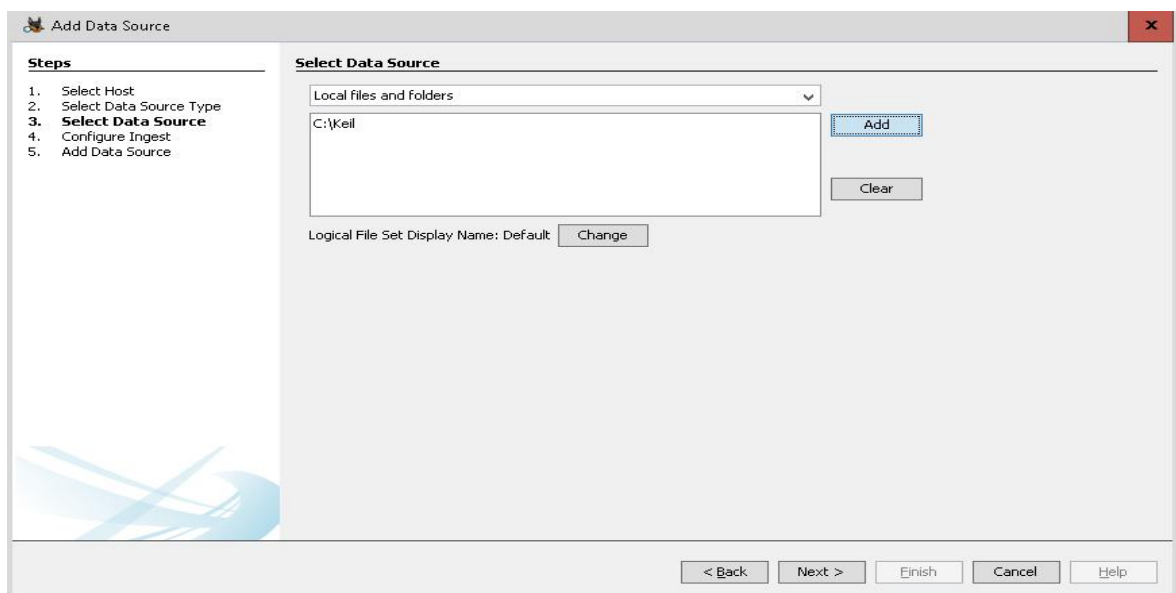 Add Data Source
x
Steps
1. Select Host
2. Select Data Source Type
3. Select Data Source
4. Configure Ingest
5. Add Data Source
Select Data Source
Local files and folders
C:\Keil
Add
Clear
Logical File Set Display Name: Default Change
< Back Next > Finish Cancel Help